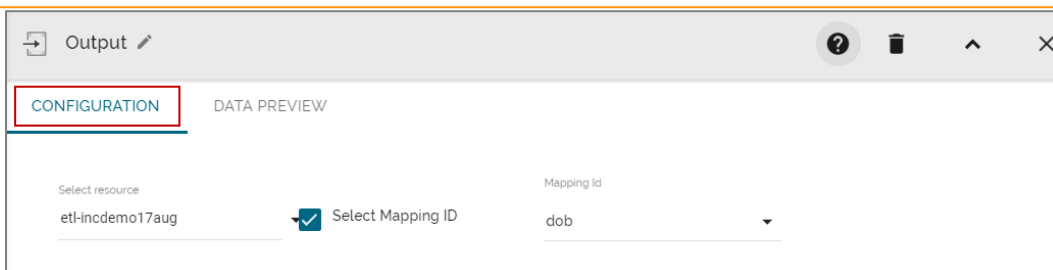 Output
CONFIGURATION DATA PREVIEW
Select resource Mapping Id
etl-incdemo17aug Select Mapping ID dob